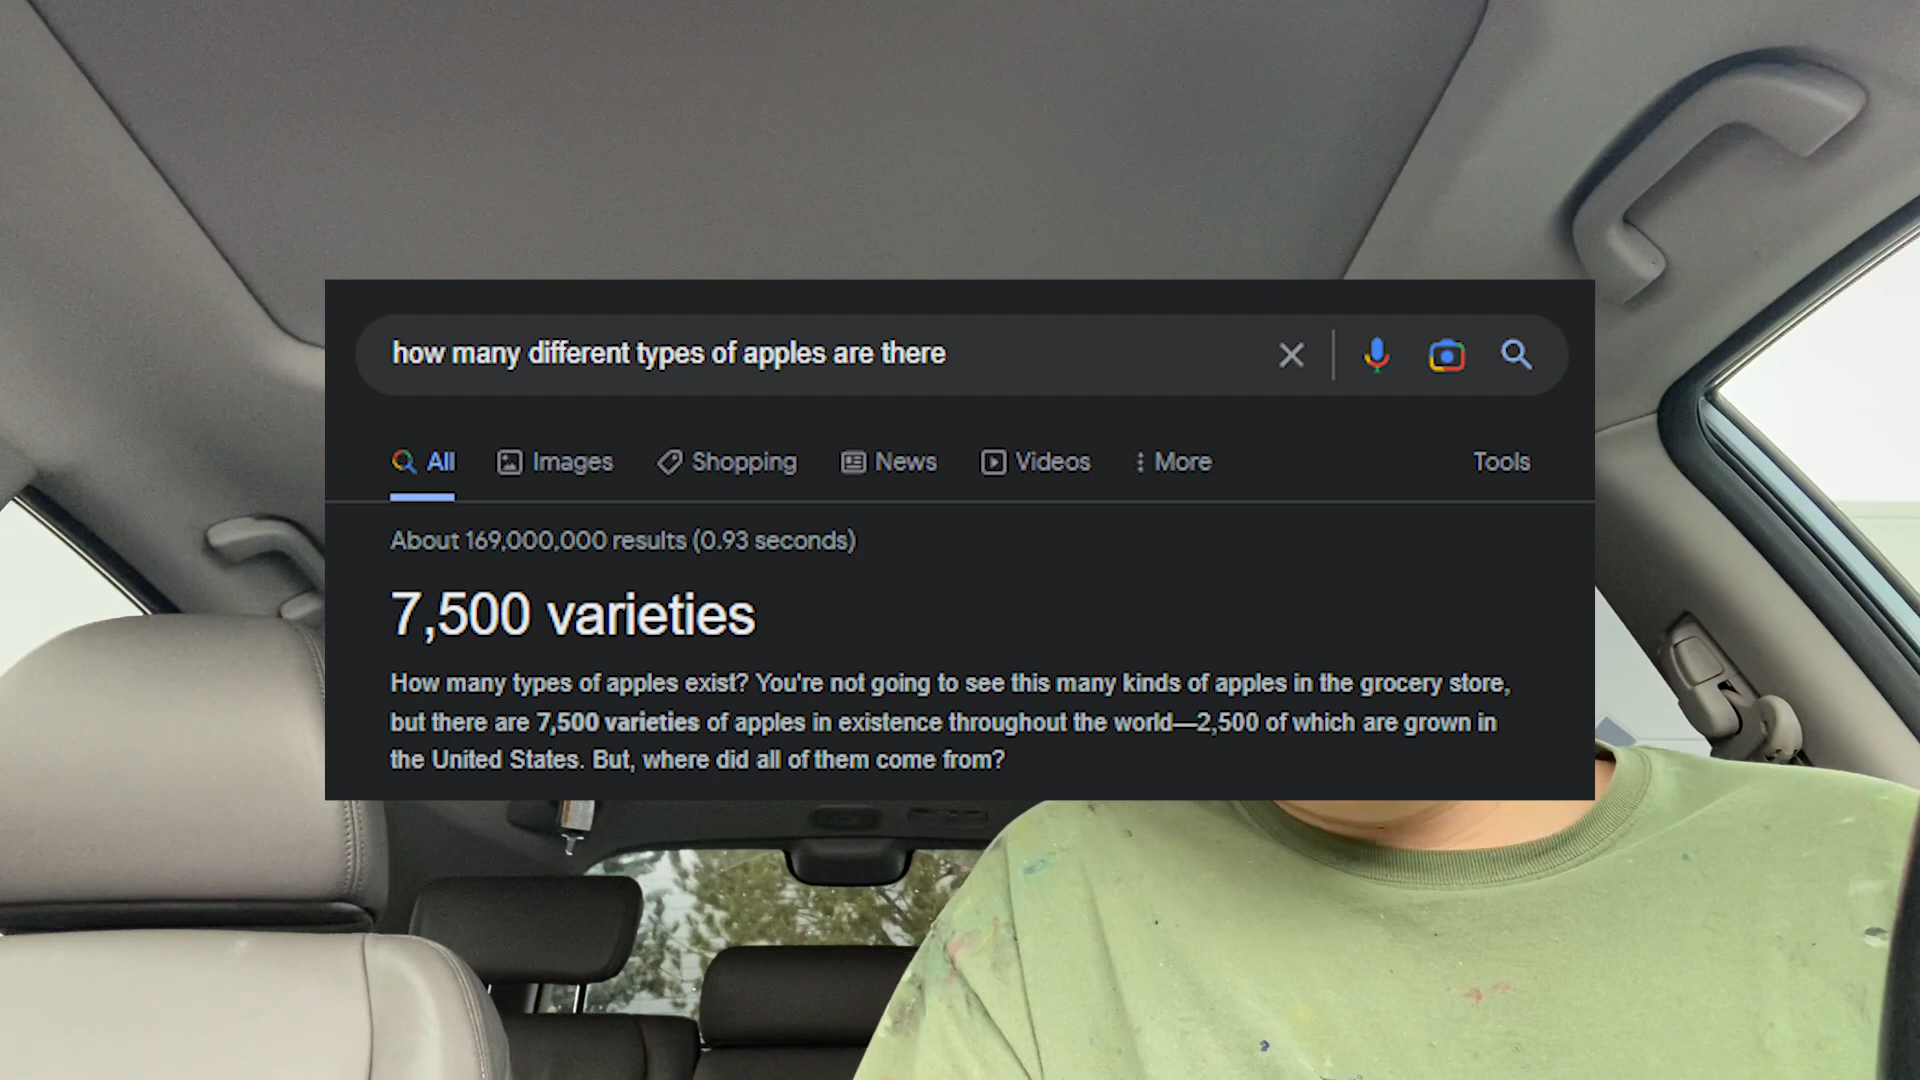 how many different types of apples are there
All Images Shopping News Videos More Tools
About 169,000,000 results (0.93 seconds)
7,500 varieties
How many types of apples exist? You're not going to see this many kinds of apples in the grocery store,
but there are 7,500 varieties of apples in existence throughout the world—2,500 of which are grown in
the United States. But, where did all of them come from?